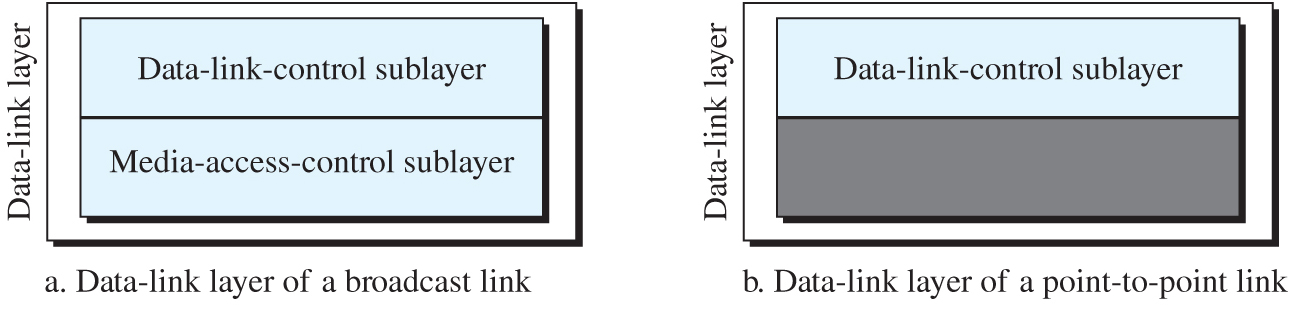 Data-link layer
Data-link-control sublayer
Media-access-control sublayer
a. Data-link layer of a broadcast link
Data-link layer
Data-link-control sublayer
b. Data-link layer of a point-to-point link